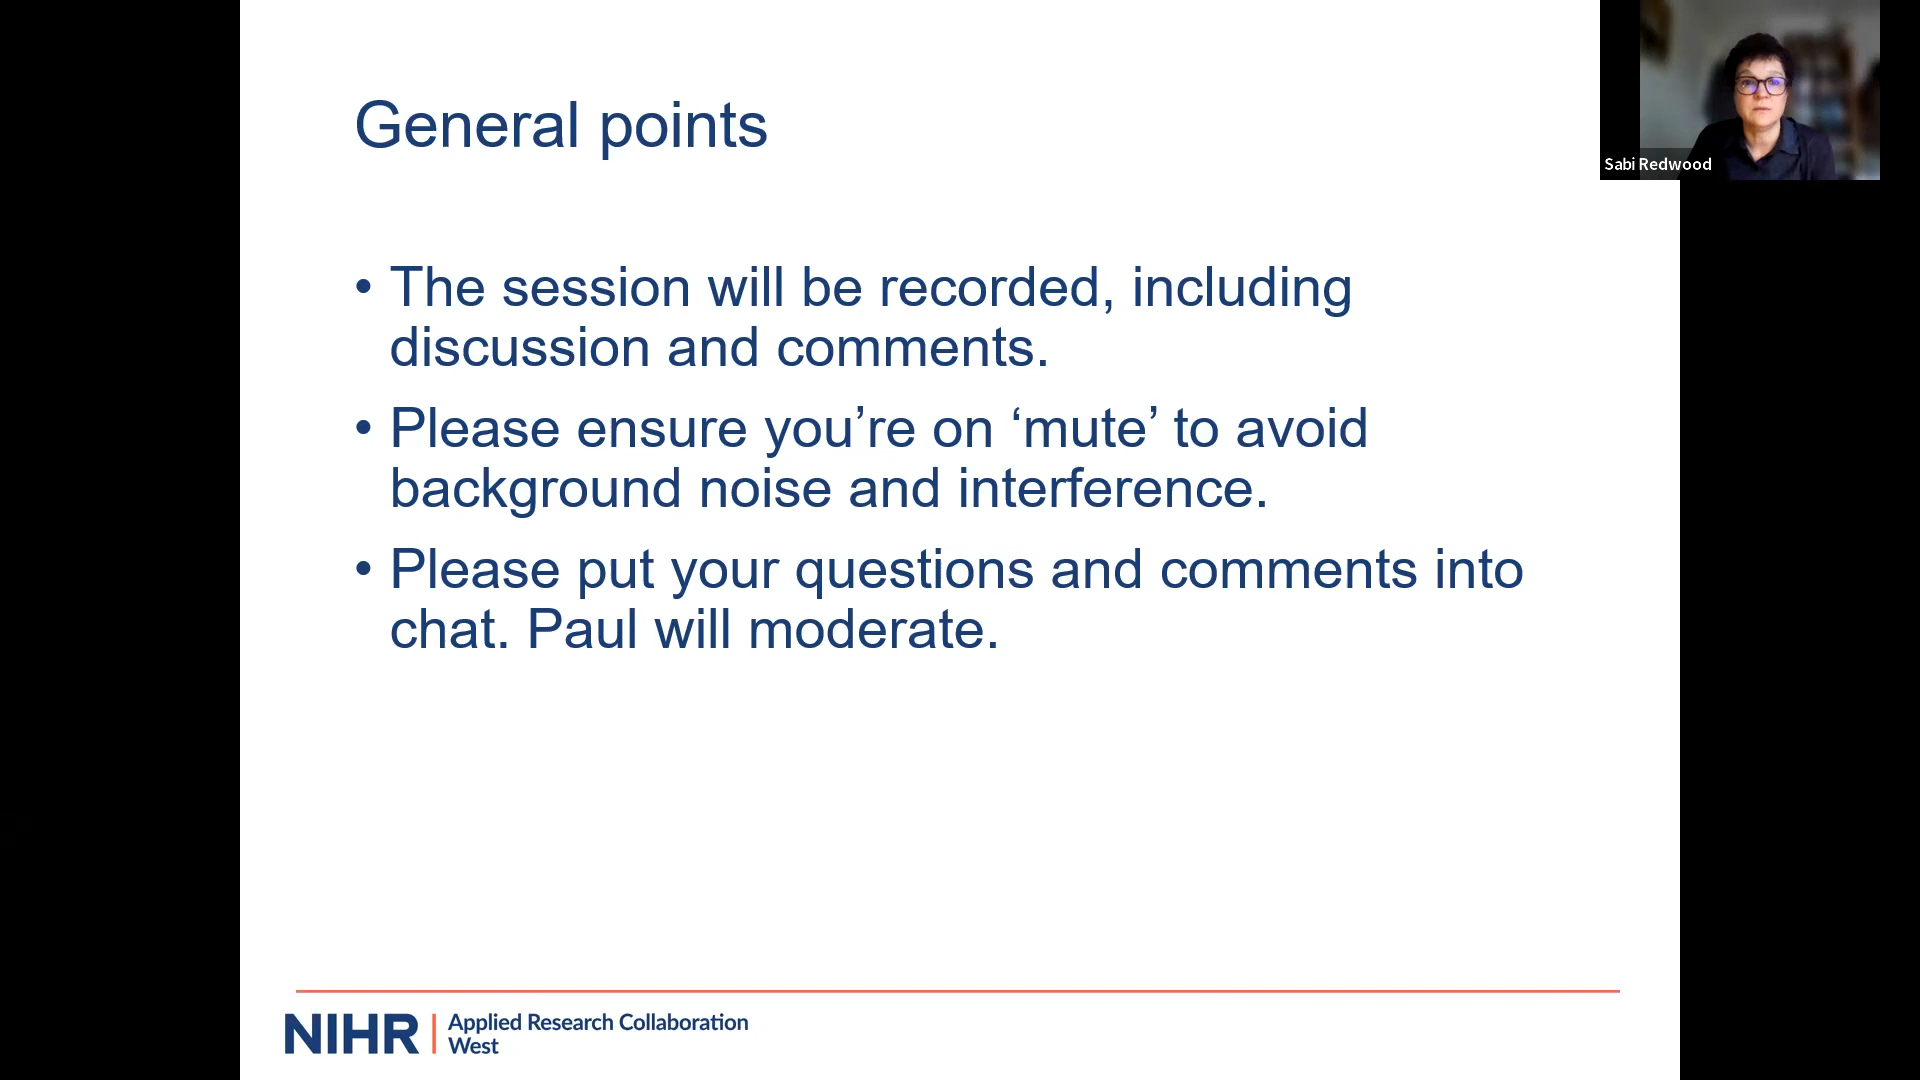 General points
Sabi Redwood
• The session will be recorded, including
discussion and comments.
• Please ensure you’re on ‘mute’ to avoid
background noise and interference.
• Please put your questions and comments into
chat. Paul will moderate.
NIHR | Applied Research Collaboration
West